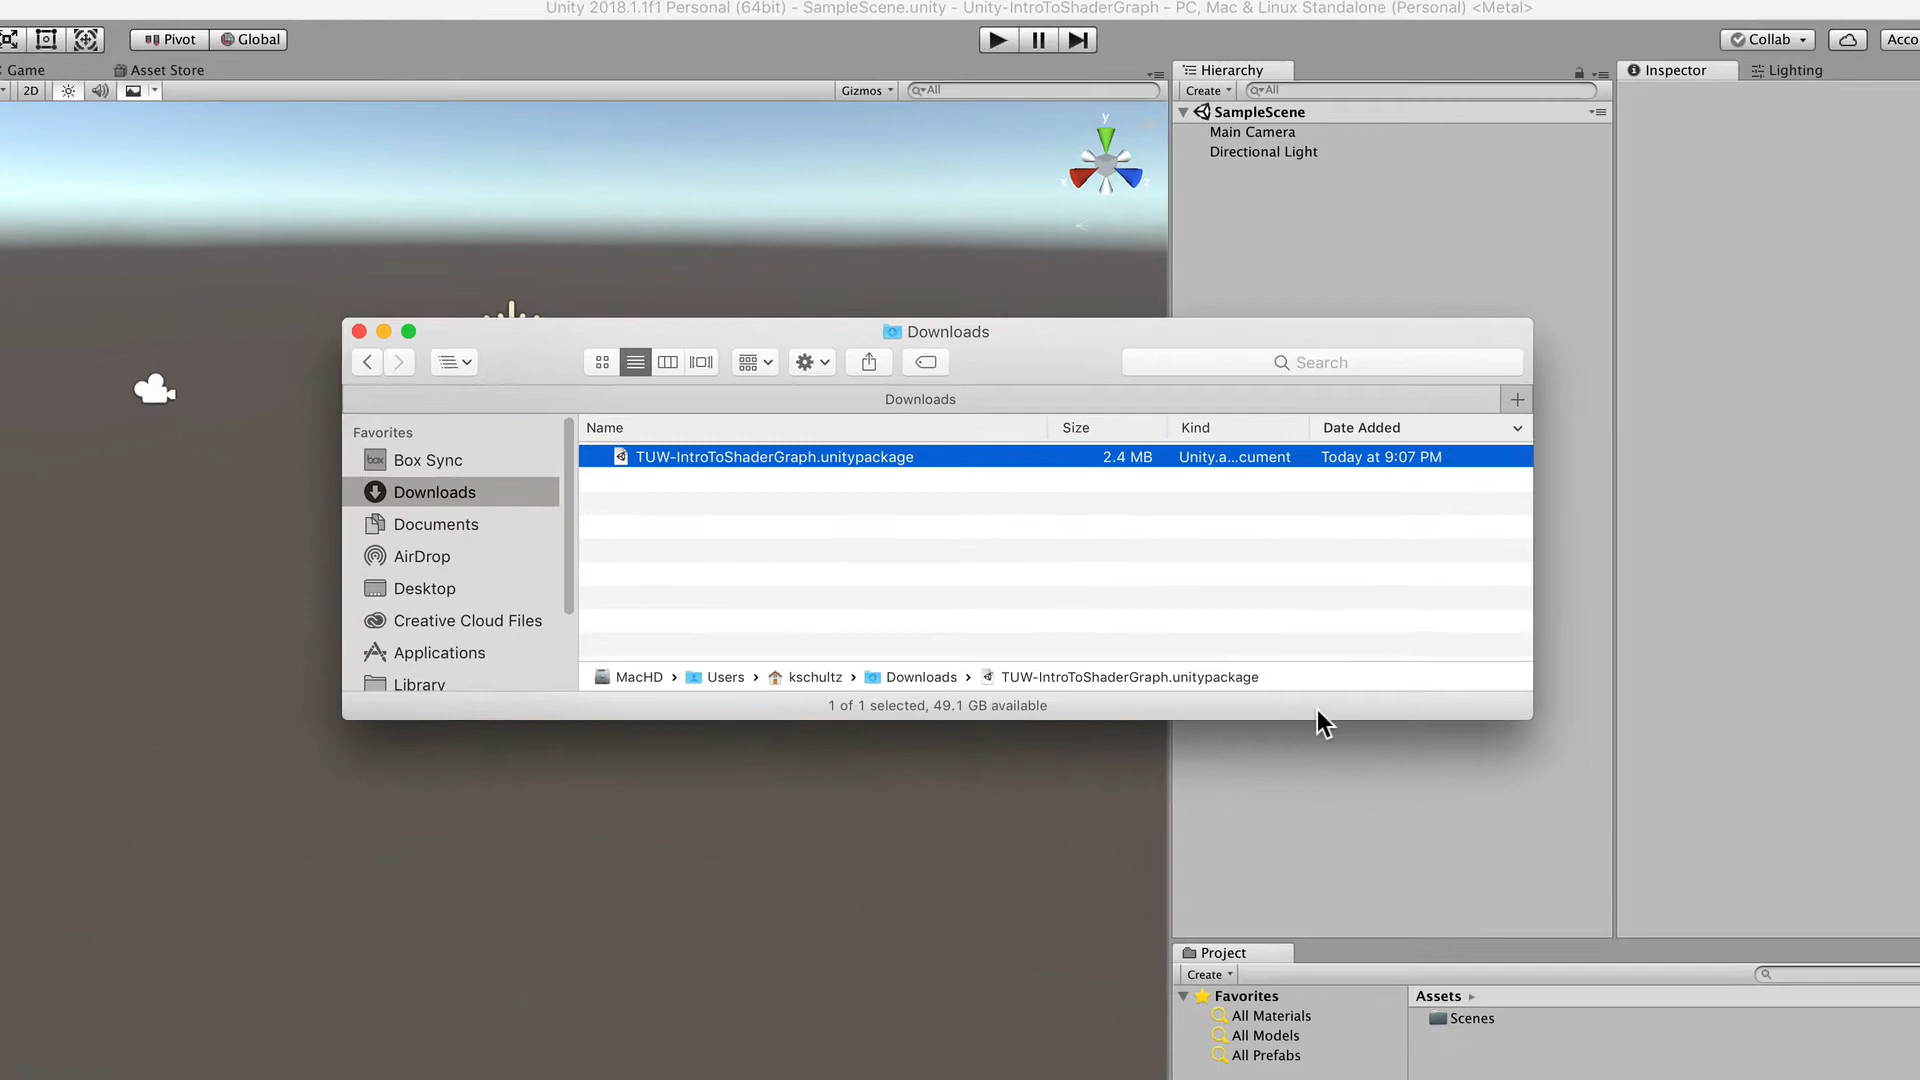 Unity 2018.1.1f1 Personal (64bit) - SampleScene.unity - Unity-IntroToShaderGraph - PC, Mac & Linux Standalone (Personal) <Metal>
Pivot Global Collab Acco
Game Asset Store
2D Gizmos All
y
x z
Hierarchy
Create All
SampleScene
Main Camera
Directional Light
Inspector Lighting
Downloads
Search
Downloads
Favorites
box Box Sync
Downloads
Documents
AirDrop
Desktop
Creative Cloud Files
Applications
Library
Name Size Kind Date Added
TUW-IntroToShaderGraph.unitypackage 2.4 MB Unity.a...cument Today at 9:07 PM
MacHD › Users › kschultz › Downloads › TUW-IntroToShaderGraph.unitypackage
1 of 1 selected, 49.1 GB available
Project
Create
Favorites
All Materials
All Models
All Prefabs
Assets
Scenes